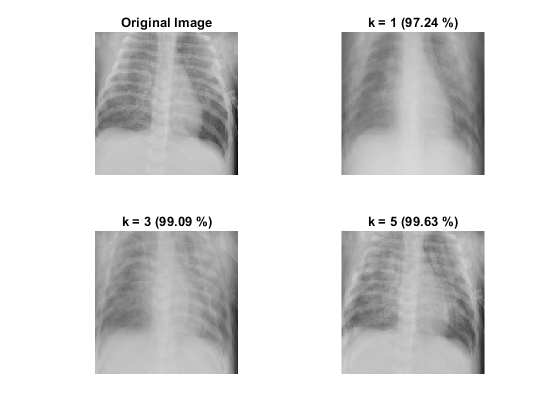 Original Image
k = 1 (97.24 %)
k = 3 (99.09 %)
k = 5 (99.63 %)